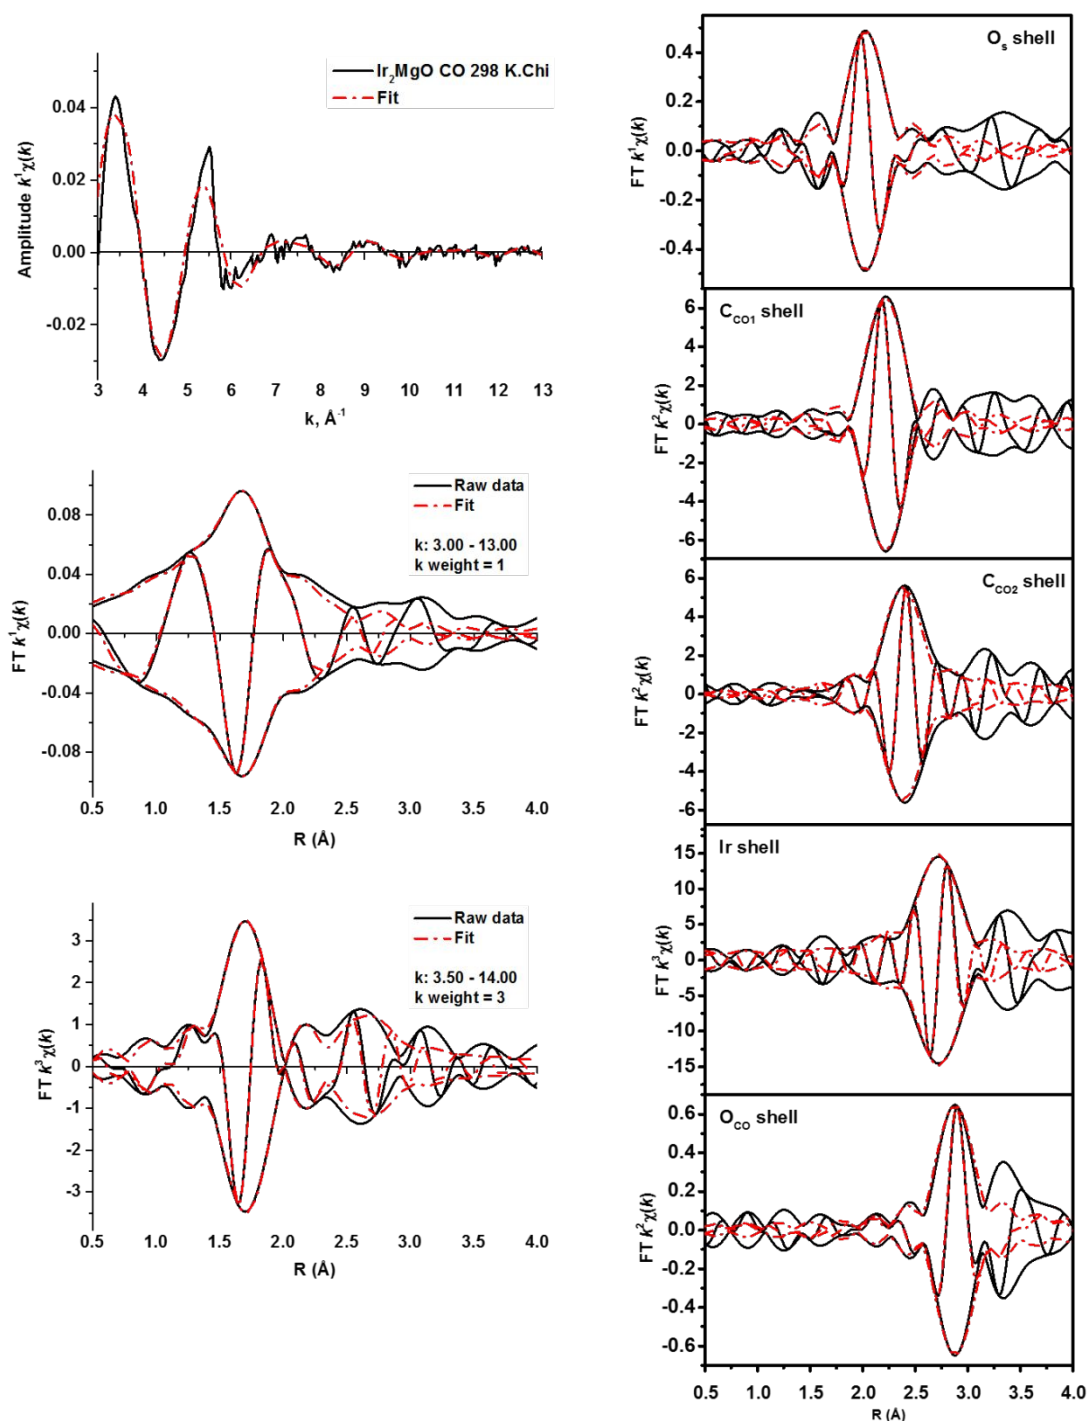 Ir₂MgO CO 298 K.Chi
Fit
Amplitude k¹χ(k)
0.04
0.02
0.00
-0.02
3 4 5 6 7 8 9 10 11 12 13
k, Å⁻¹
Raw data
Fit
k: 3.00 - 13.00
k weight = 1
FT k¹χ(k)
0.08
0.04
0.00
-0.04
-0.08
0.5 1.0 1.5 2.0 2.5 3.0 3.5 4.0
R (Å)
Raw data
Fit
k: 3.50 - 14.00
k weight = 3
FT k³χ(k)
3
2
1
0
-1
-2
-3
0.5 1.0 1.5 2.0 2.5 3.0 3.5 4.0
R (Å)
Oₛ shell
FT k¹χ(k)
0.4
0.2
0.0
-0.2
-0.4
C_CO1 shell
FT k²χ(k)
6
4
2
0
-2
-4
-6
C_CO2 shell
FT k²χ(k)
6
4
2
0
-2
-4
-6
Ir shell
FT k³χ(k)
15
10
5
0
-5
-10
-15
O_CO shell
FT k²χ(k)
0.6
0.4
0.2
0.0
-0.2
-0.4
-0.6
0.5 1.0 1.5 2.0 2.5 3.0 3.5 4.0
R (Å)